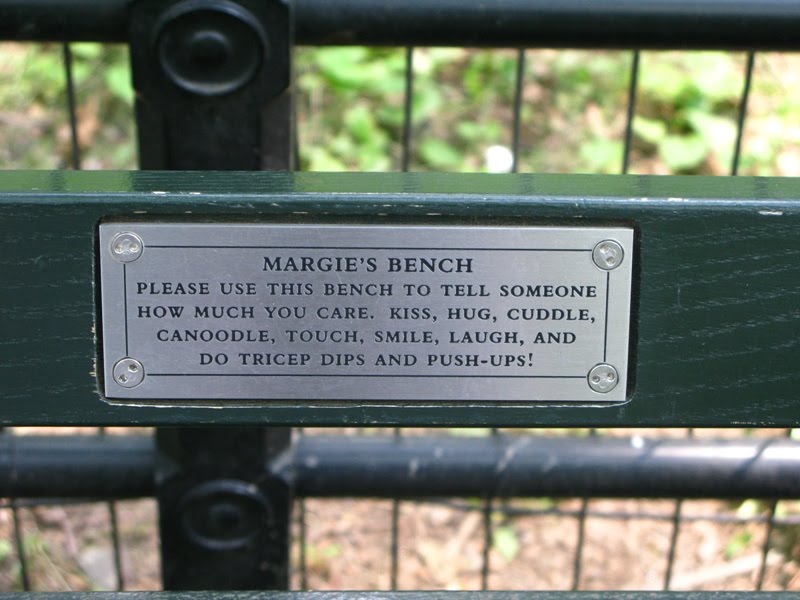 MARGIE'S BENCH
PLEASE USE THIS BENCH TO TELL SOMEONE
HOW MUCH YOU CARE. KISS, HUG, CUDDLE,
CANOODLE, TOUCH, SMILE, LAUGH, AND
DO TRICEP DIPS AND PUSH-UPS!